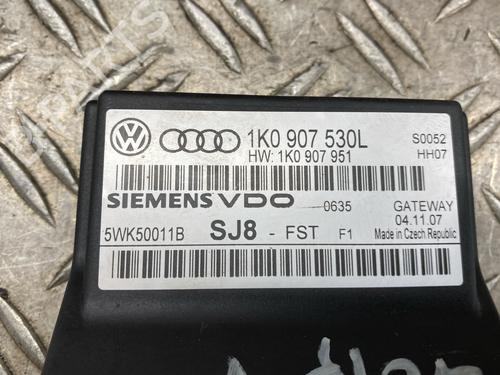 1K0 907 530L
S0052
HW: 1K0 907 951
HH07
SIEMENS VDO
0635
GATEWAY
04.11.07
5WK50011B
SJ8 - FST F1
Made in Czech Republic